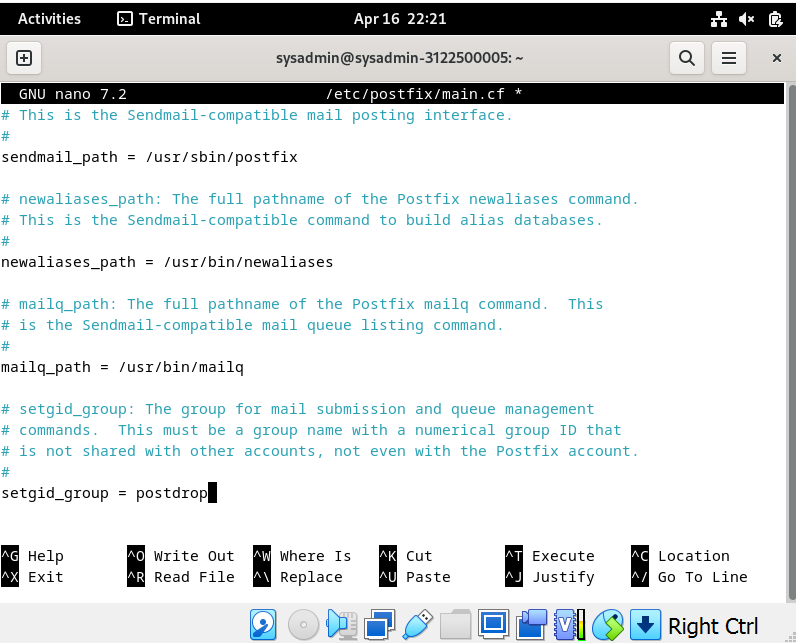 Activities Terminal Apr 16 22:21
sysadmin@sysadmin-3122500005: ~
GNU nano 7.2 /etc/postfix/main.cf *
# This is the Sendmail-compatible mail posting interface.
#
sendmail_path = /usr/sbin/postfix
# newaliases_path: The full pathname of the Postfix newaliases command.
# This is the Sendmail-compatible command to build alias databases.
#
newaliases_path = /usr/bin/newaliases
# mailq_path: The full pathname of the Postfix mailq command.  This
# is the Sendmail-compatible mail queue listing command.
#
mailq_path = /usr/bin/mailq
# setgid_group: The group for mail submission and queue management
# commands.  This must be a group name with a numerical group ID that
# is not shared with other accounts, not even with the Postfix account.
#
setgid_group = postdrop
^G Help ^O Write Out ^W Where Is ^K Cut ^T Execute ^C Location
^X Exit ^R Read File ^\ Replace ^U Paste ^J Justify ^/ Go To Line
Right Ctrl